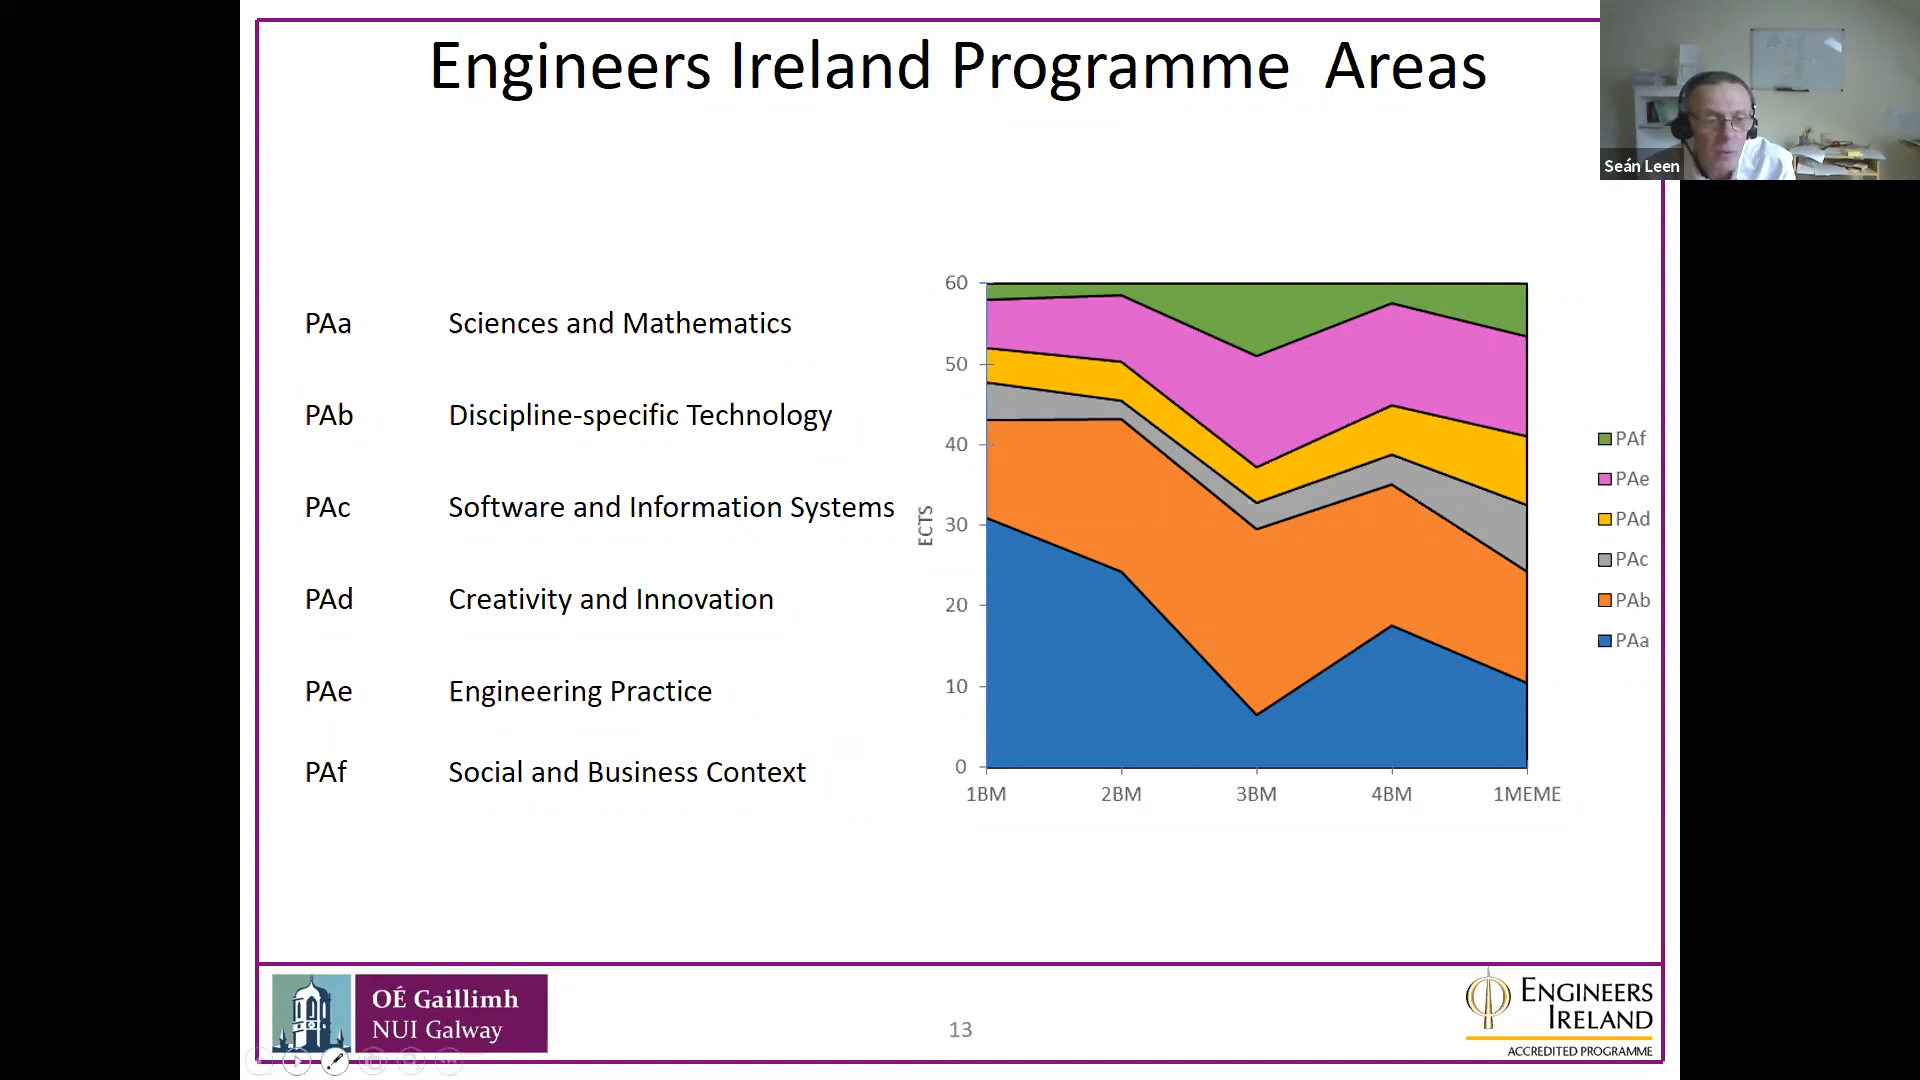 Engineers Ireland Programme Areas
Seán Leen
PAa Sciences and Mathematics
PAb Discipline-specific Technology
PAc Software and Information Systems
PAd Creativity and Innovation
PAe Engineering Practice
PAf Social and Business Context
ECTS
60
50
40
30
20
10
0
1BM 2BM 3BM 4BM 1MEME
PAf
PAe
PAd
PAc
PAb
PAa
OÉ Gaillimh
NUI Galway
13
ENGINEERS
IRELAND
ACCREDITED PROGRAMME